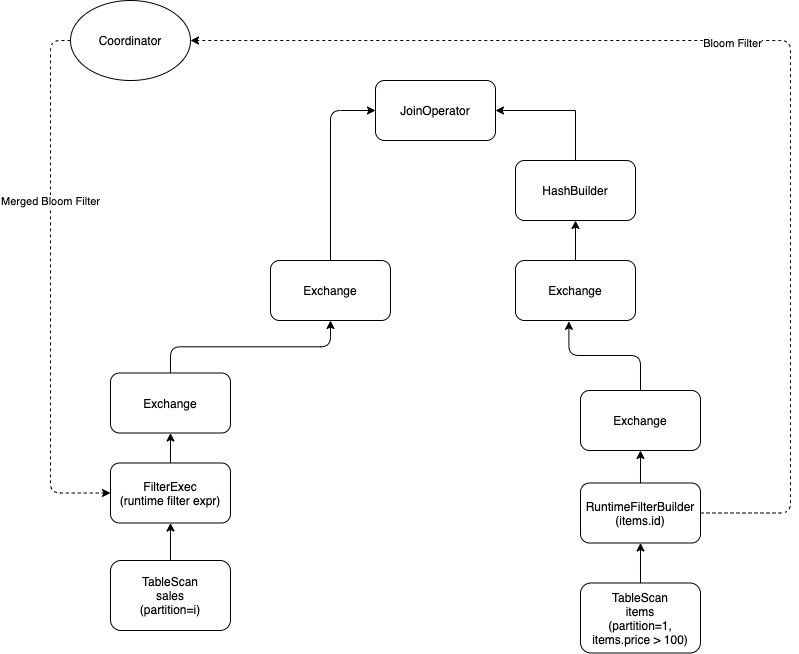 Coordinator
Bloom Filter
JoinOperator
HashBuilder
Merged Bloom Filter
Exchange
Exchange
Exchange
Exchange
FilterExec
(runtime filter expr)
RuntimeFilterBuilder
(items.id)
TableScan
sales
(partition=i)
TableScan
items
(partition=1,
items.price > 100)